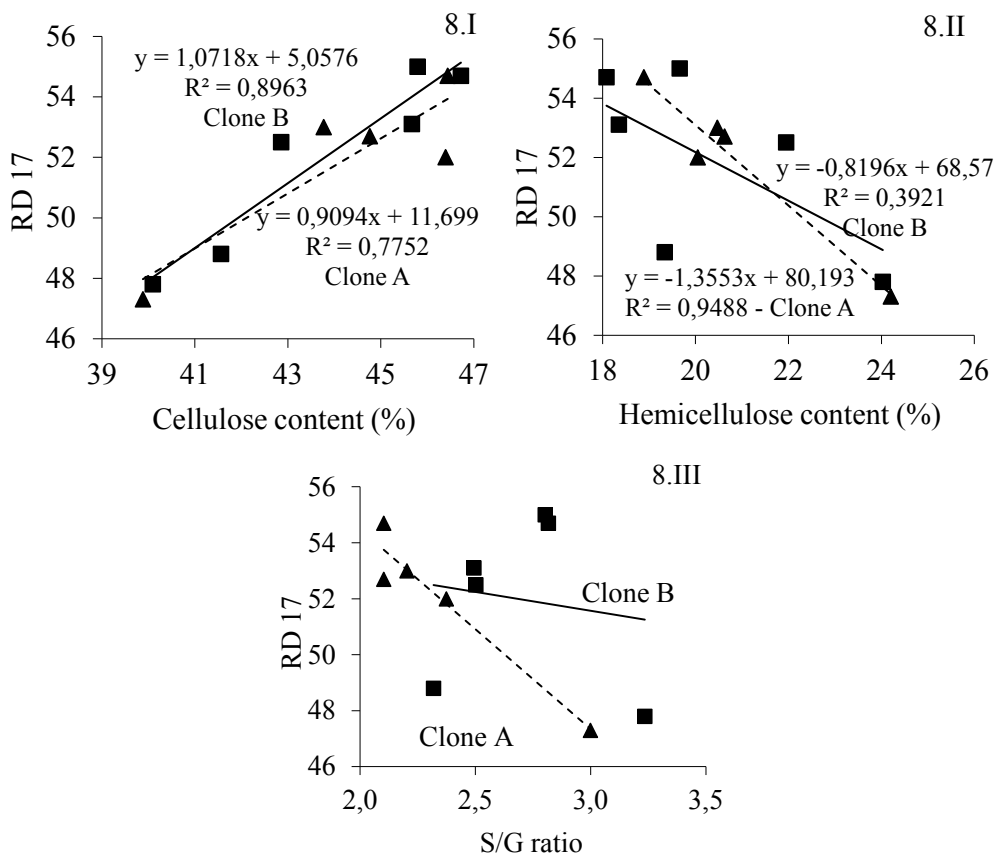 8.I
56
54
52
50
48
46
RD 17
y = 1,0718x + 5,0576
R² = 0,8963
Clone B
y = 0,9094x + 11,699
R² = 0,7752
Clone A
39 41 43 45 47
Cellulose content (%)
8.II
56
54
52
50
48
46
RD 17
y = -0,8196x + 68,57
R² = 0,3921
Clone B
y = -1,3553x + 80,193
R² = 0,9488 - Clone A
18 20 22 24 26
Hemicellulose content (%)
8.III
56
54
52
50
48
46
RD 17
Clone B
Clone A
2,0 2,5 3,0 3,5
S/G ratio